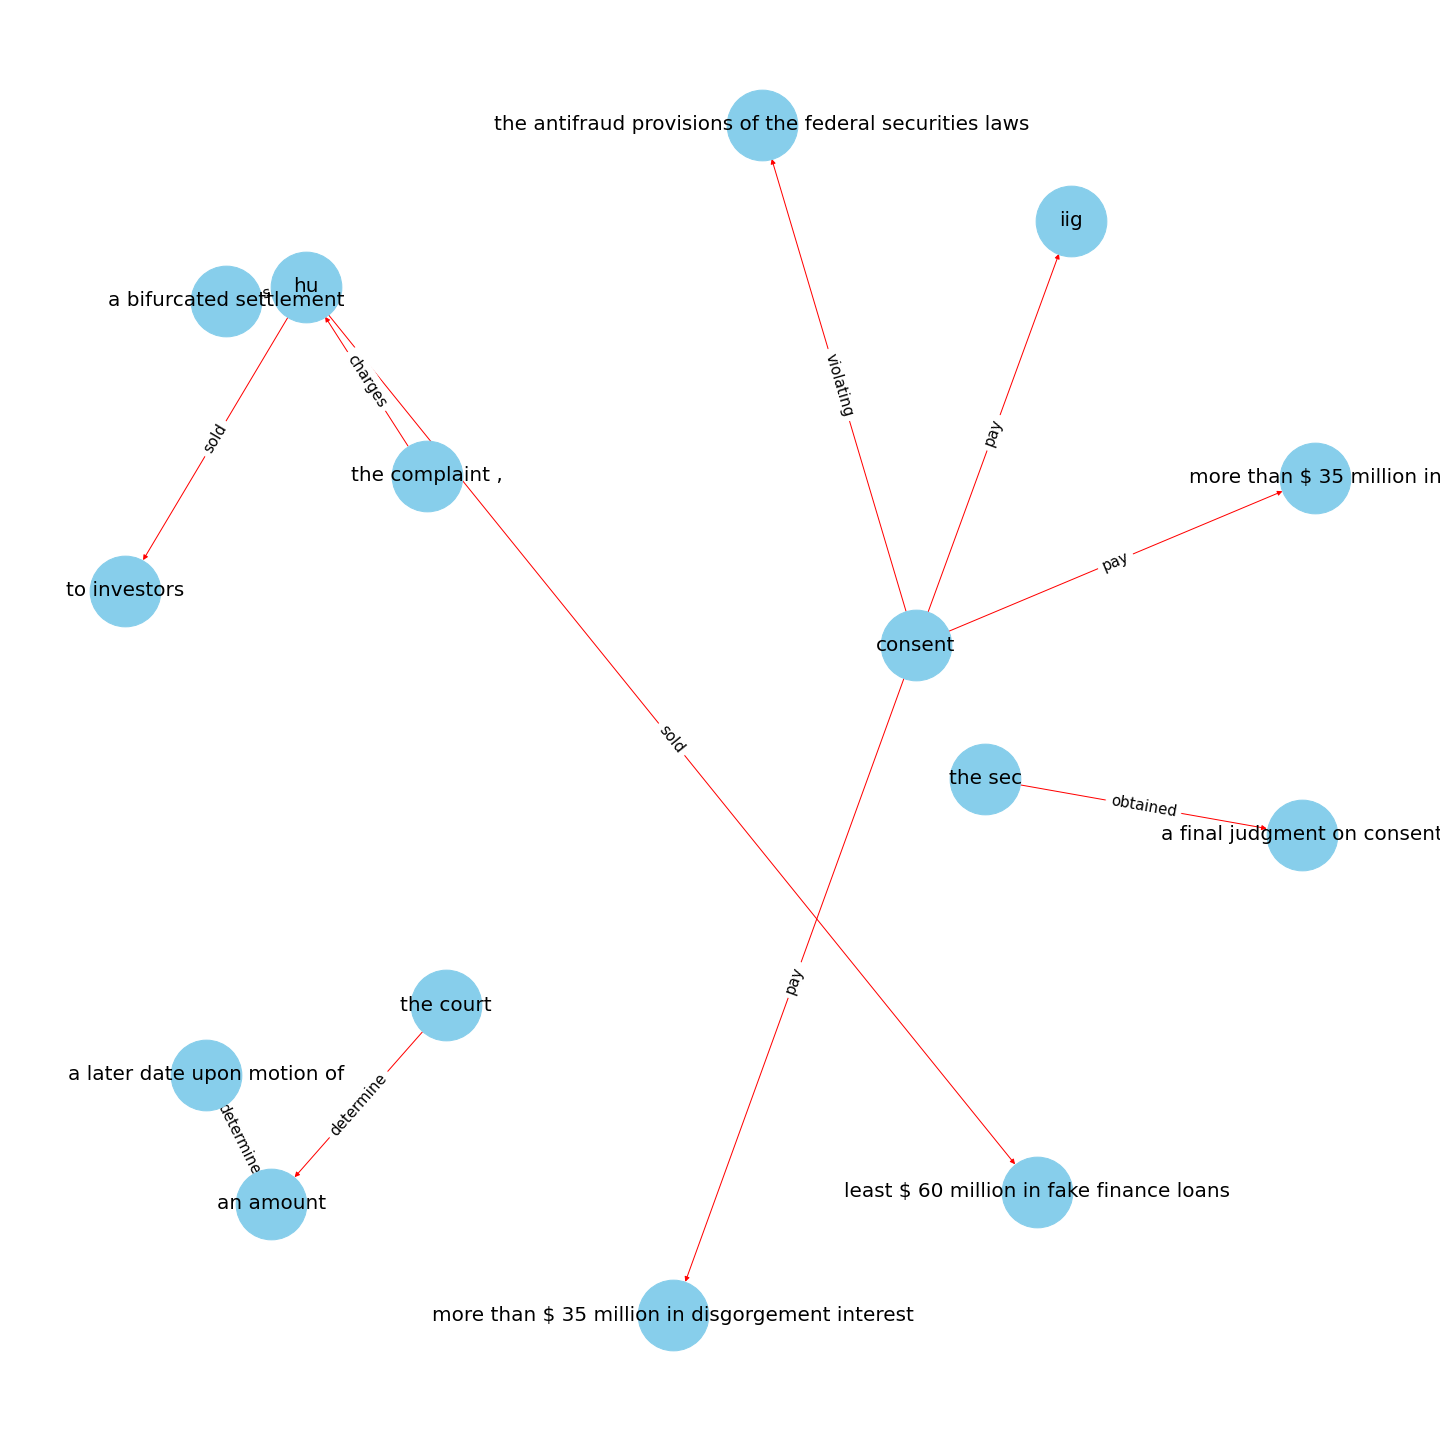 the antifraud provisions of the federal securities laws
iig
hu
a bifurcated settlement
charges
violating
sold
pay
the complaint ,
more than $ 35 million in
pay
to investors
consent
sold
the sec
obtained
a final judgment on consent
pay
the court
a later date upon motion of
determine
determine
an amount
least $ 60 million in fake finance loans
more than $ 35 million in disgorgement interest